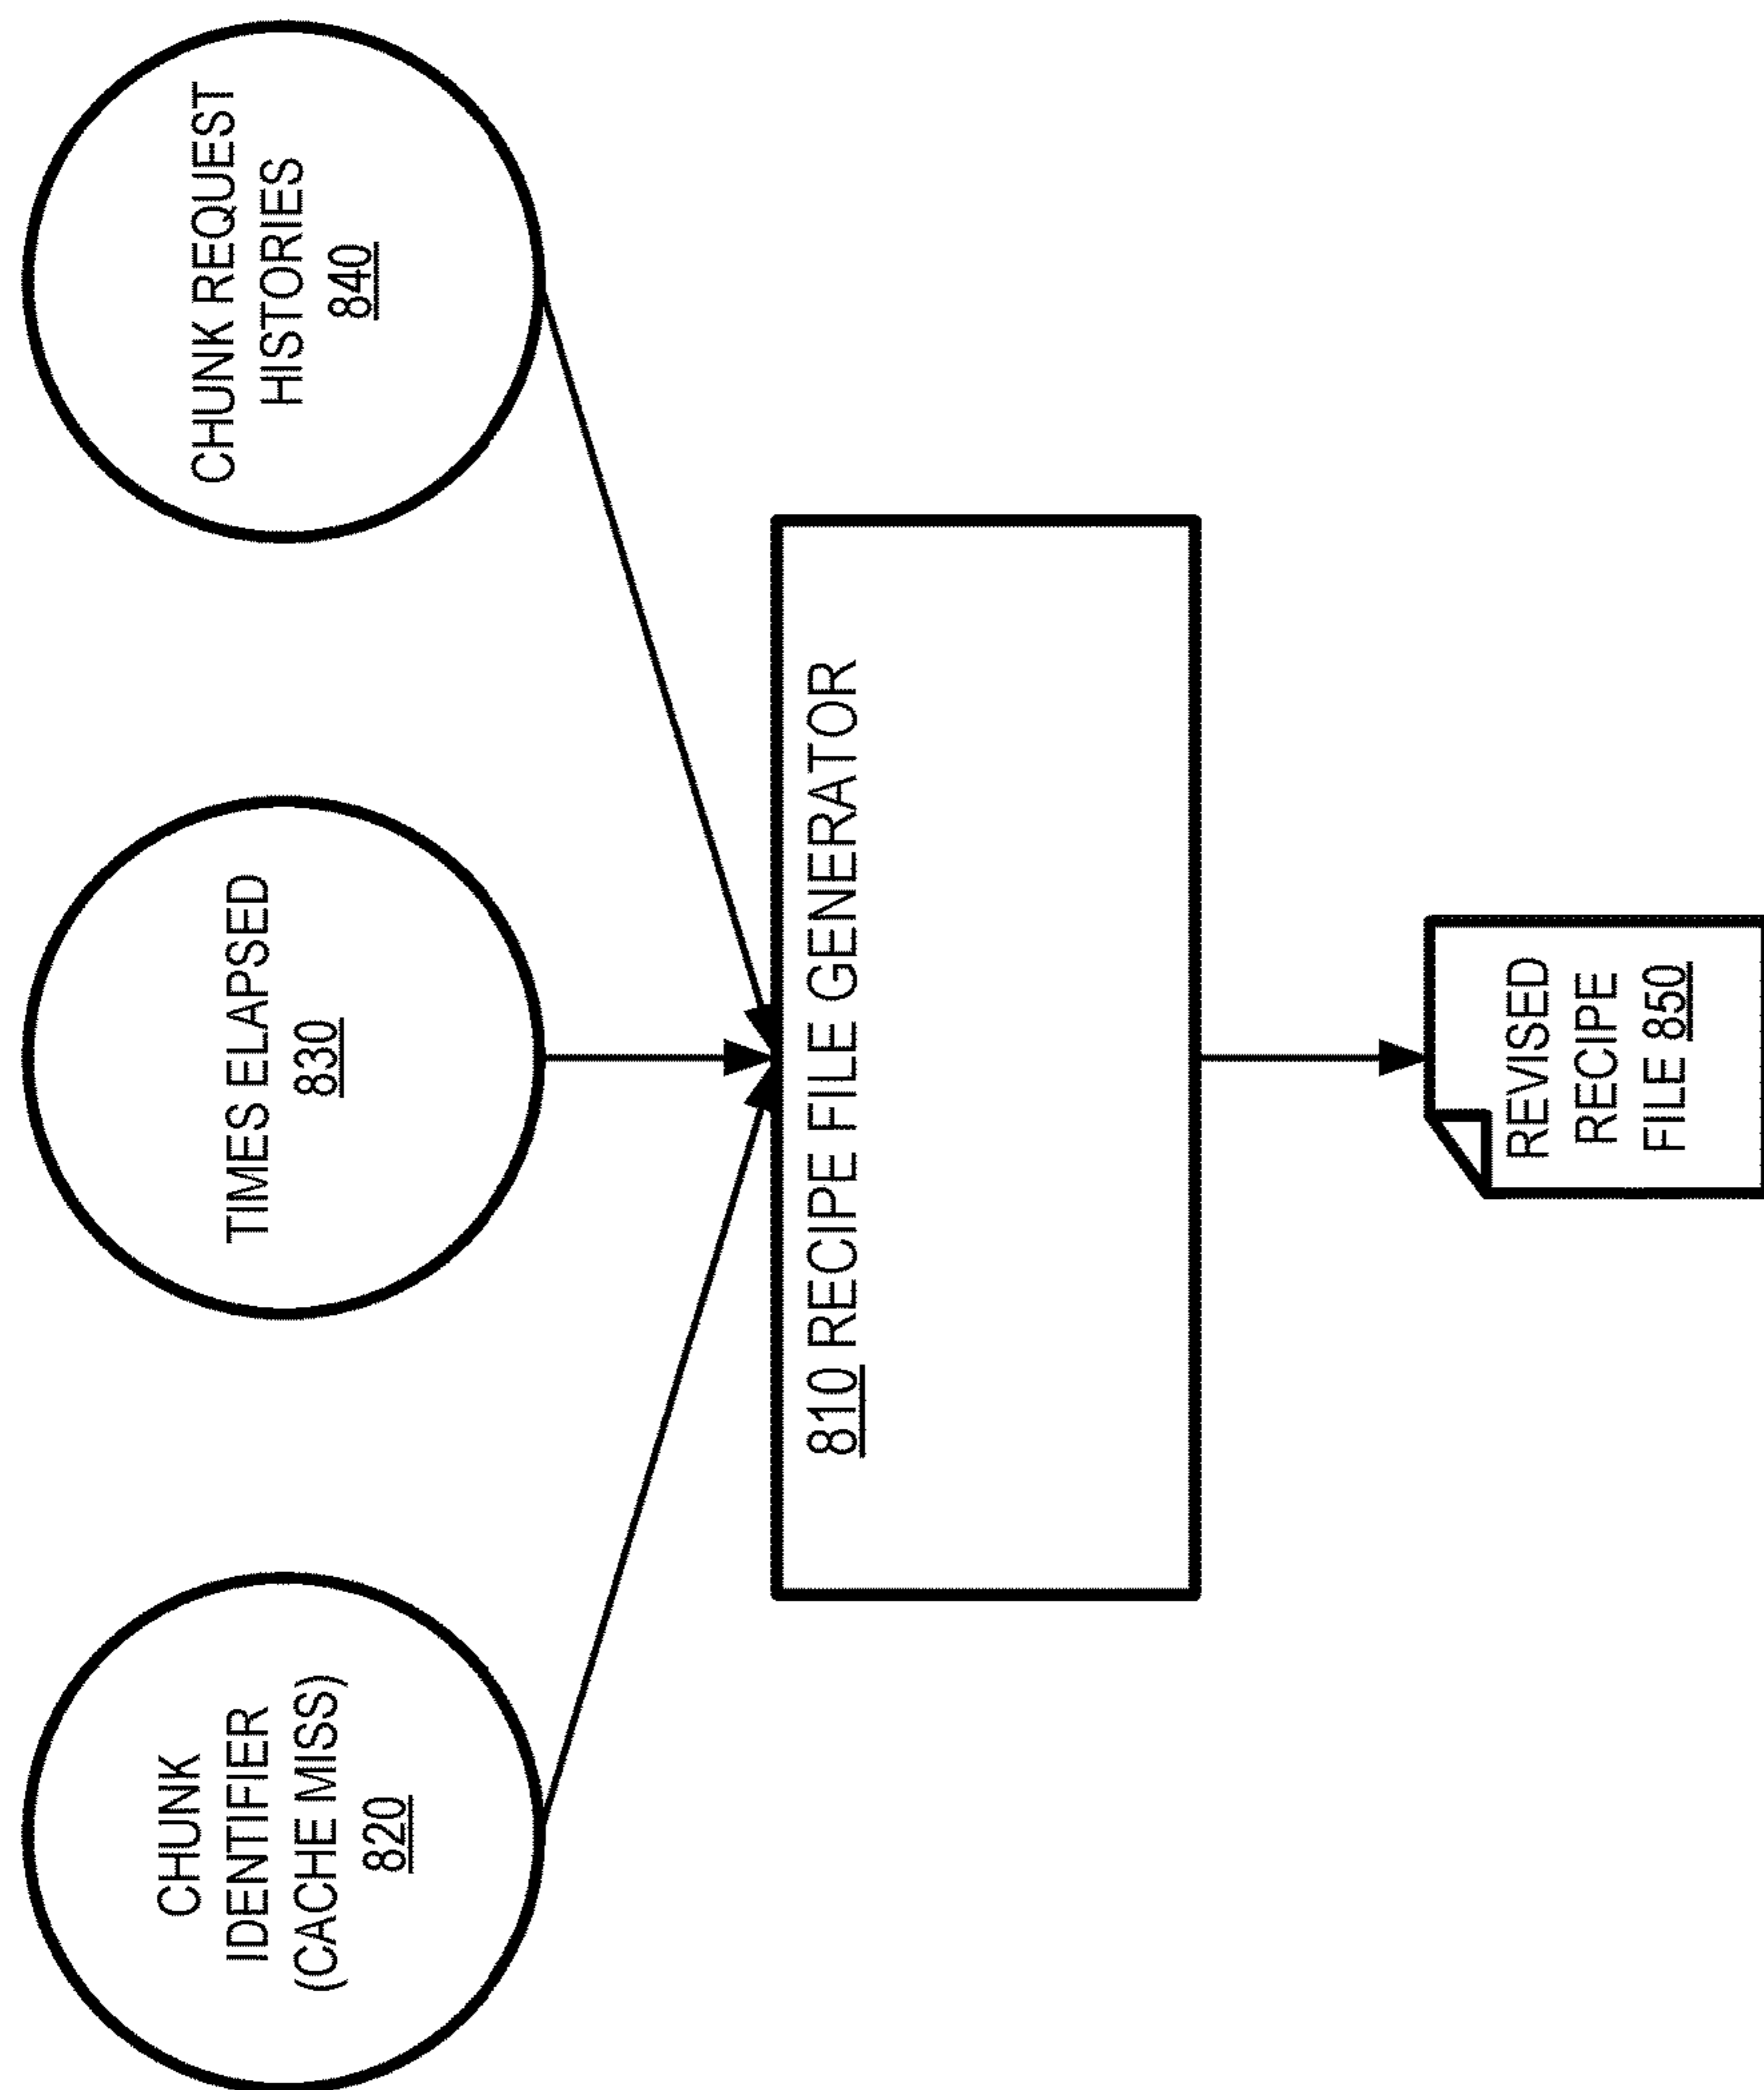 CHUNK
IDENTIFIER
(CACHE MISS)
820
TIMES ELAPSED
830
CHUNK REQUEST
HISTORIES
840
810 RECIPE FILE GENERATOR
REVISED
RECIPE
FILE 850